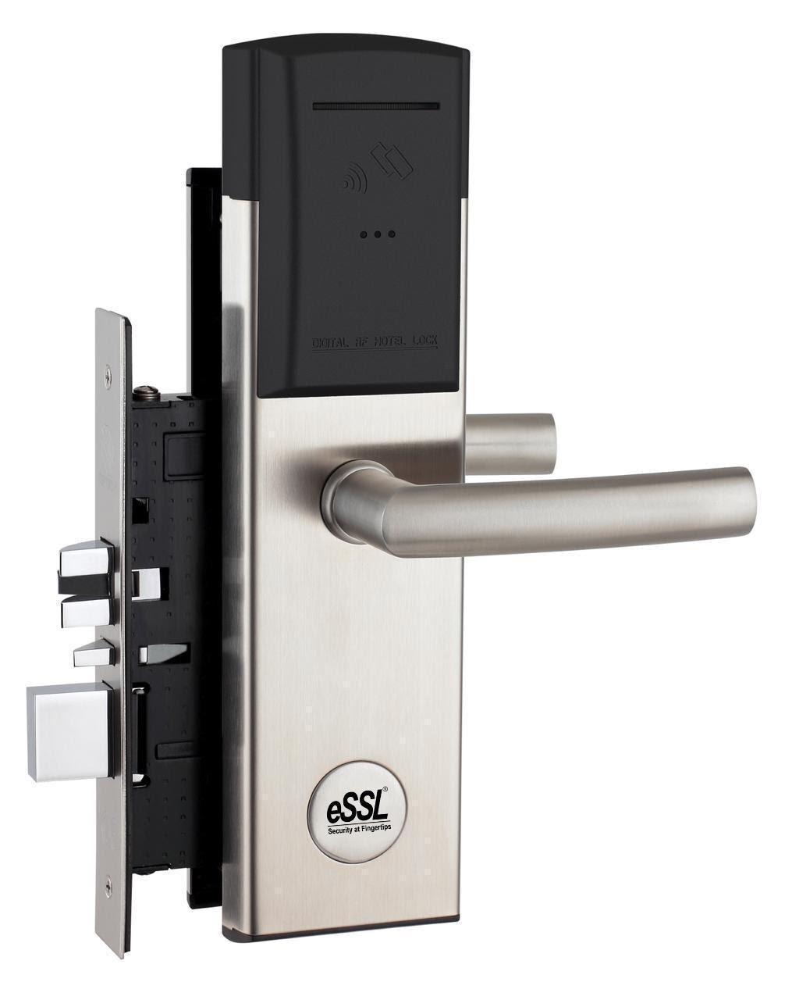 DIGITAL RF HOTEL LOCK
eSSL®
Security at Fingertips